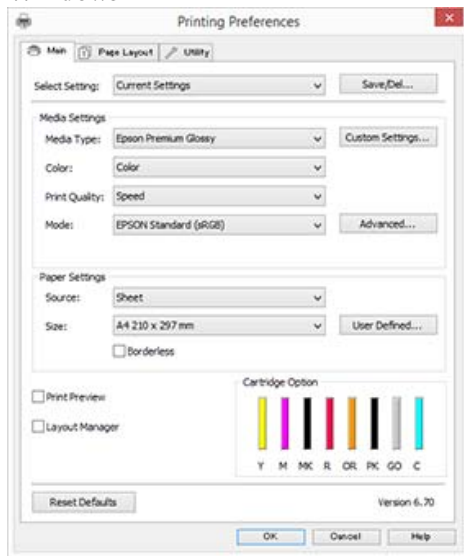 Printing Preferences
Main Page Layout Utility
Select Setting: Current Settings Save/Del...
Media Settings
Media Type: Epson Premium Glossy Custom Settings...
Color: Color
Print Quality: Speed
Mode: EPSON Standard (sRGB) Advanced...
Paper Settings
Source: Sheet
Size: A4 210 x 297 mm User Defined...
Borderless
Cartridge Option
Print Preview
Layout Manager
Y M MK R OR PK GO C
Reset Defaults Version 6.70
OK Cancel Help